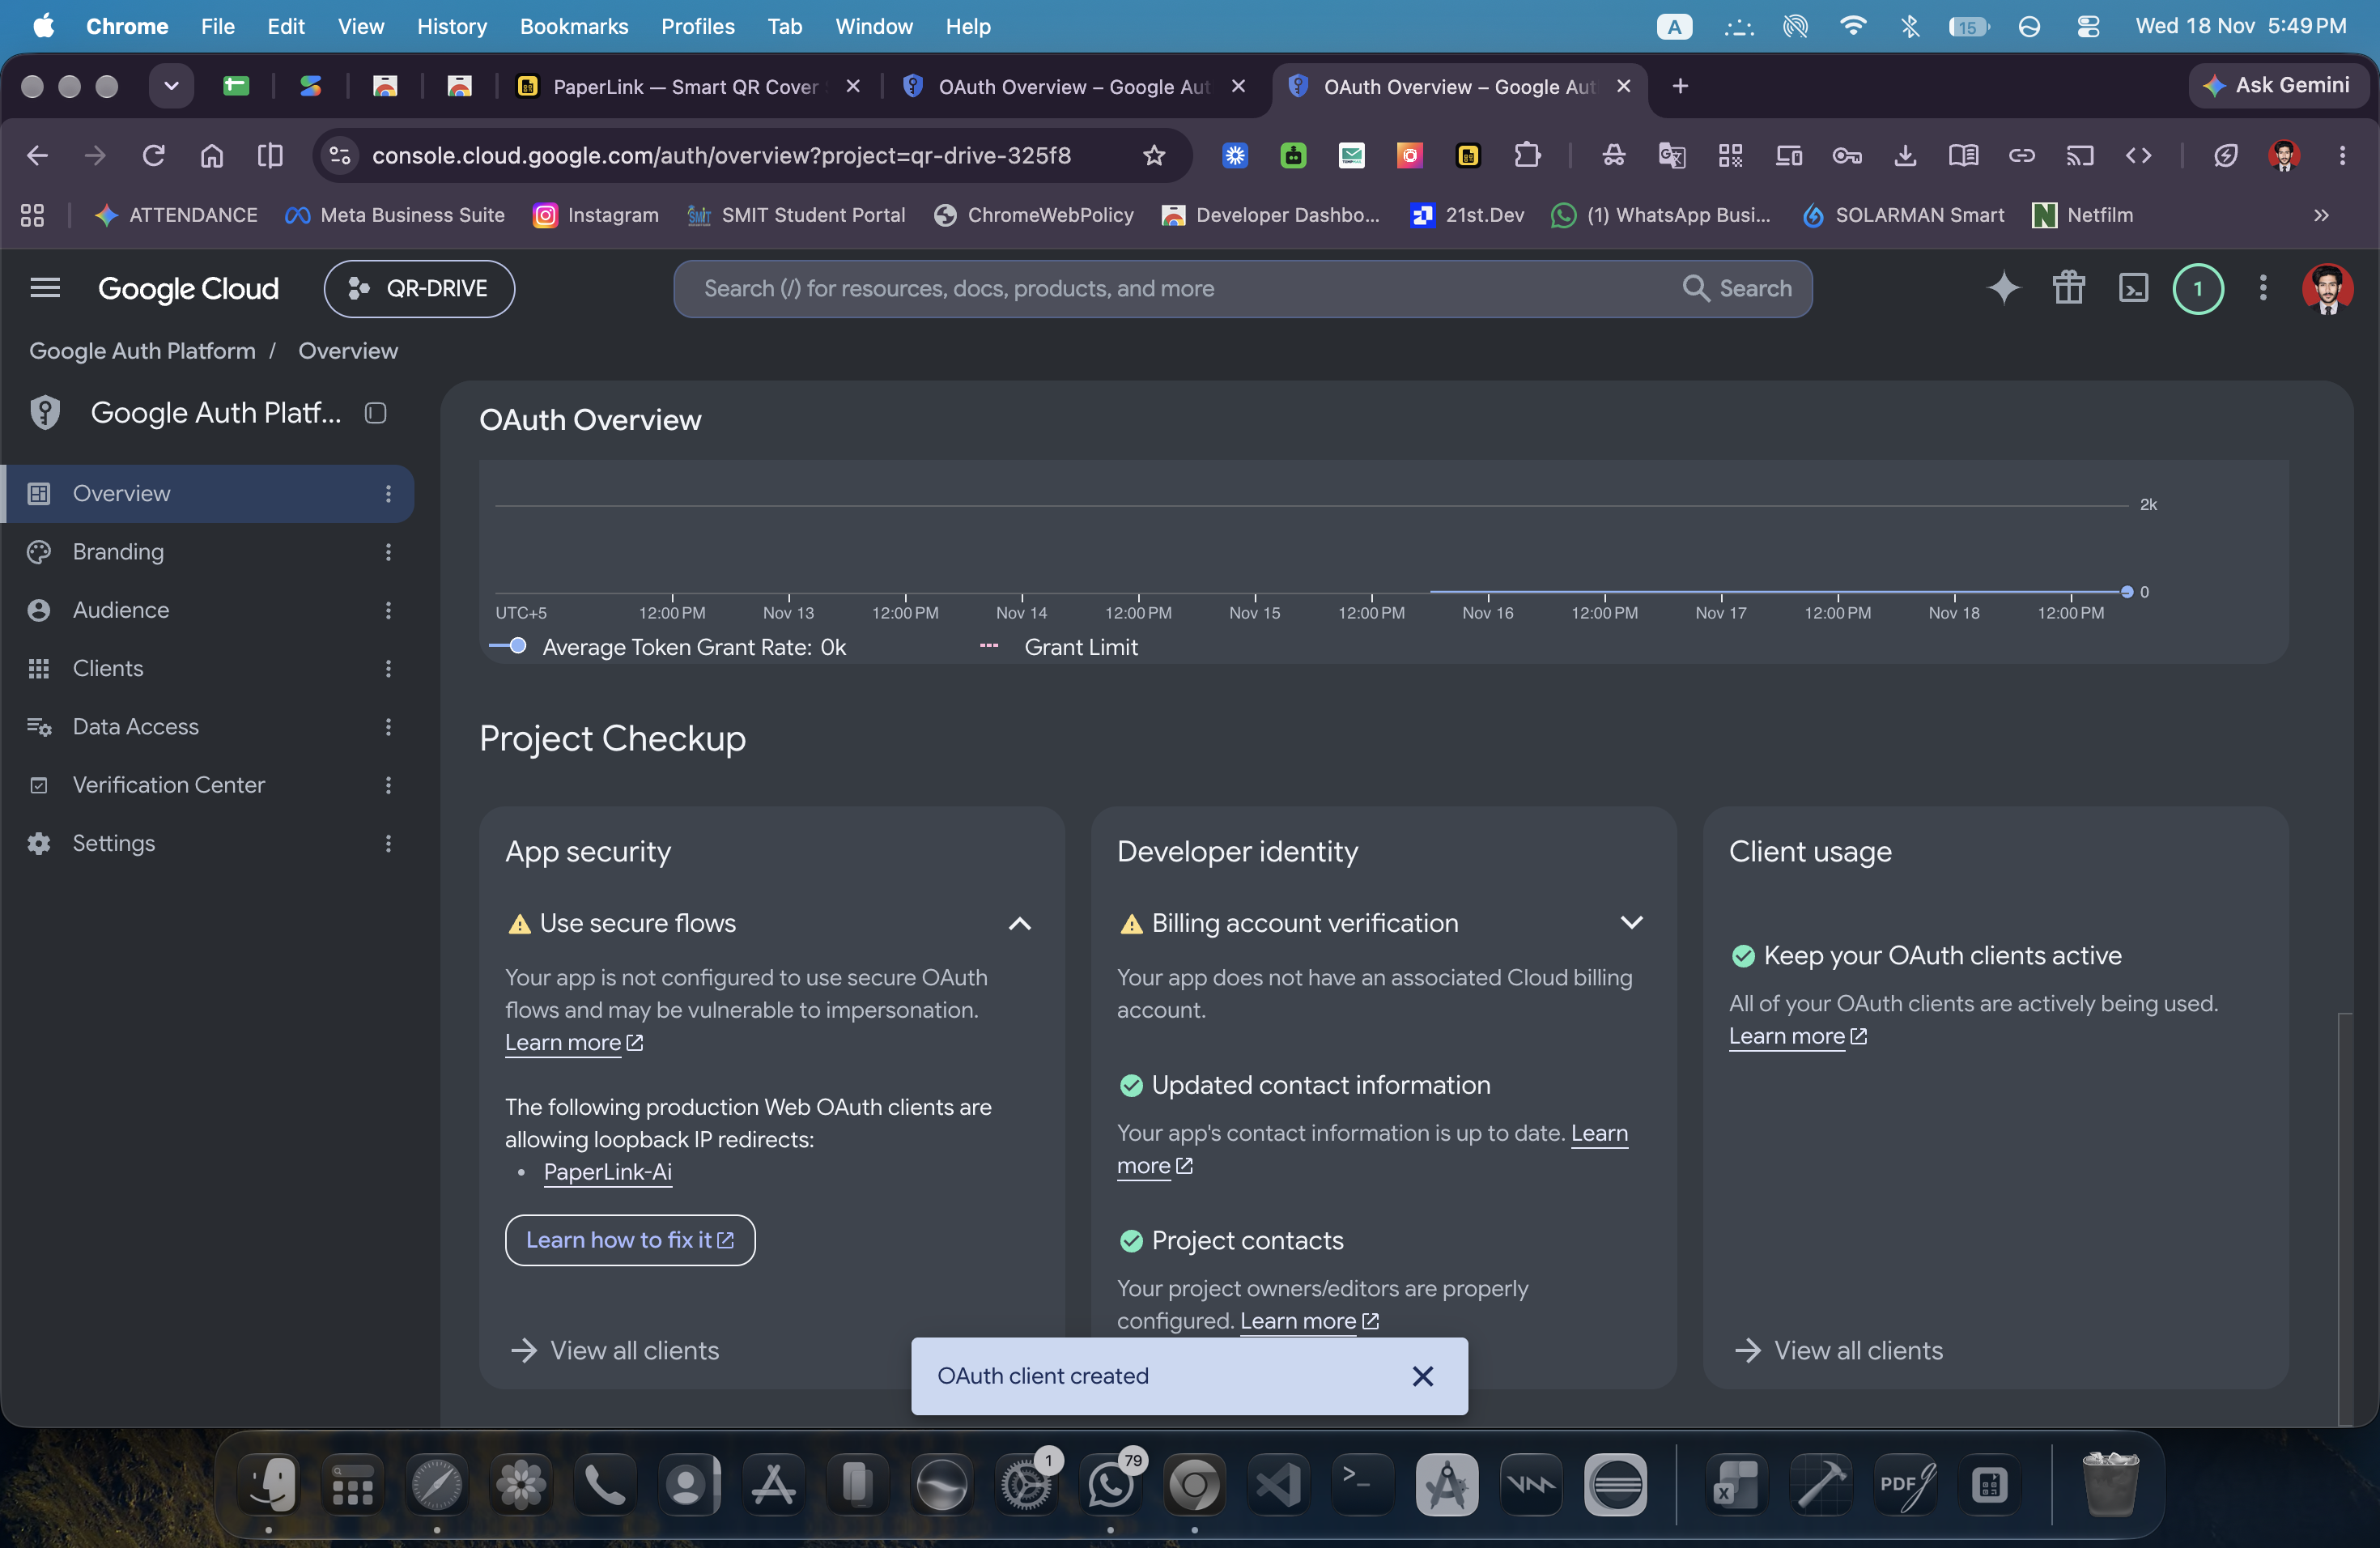 Chrome File Edit View History Bookmarks Profiles Tab Window Help A 15 Wed 18 Nov 5:49 PM
PaperLink — Smart QR Cover OAuth Overview – Google Aut OAuth Overview – Google Aut Ask Gemini
console.cloud.google.com/auth/overview?project=qr-drive-325f8
ATTENDANCE Meta Business Suite Instagram SMIT Student Portal ChromeWebPolicy Developer Dashbo... 21st.Dev (1) WhatsApp Busi... SOLARMAN Smart Netfilm
Google Cloud QR-DRIVE Search (/) for resources, docs, products, and more Search 1
Google Auth Platform / Overview
Google Auth Platf...
Overview
Branding
Audience
Clients
Data Access
Verification Center
Settings
OAuth Overview
2k
0
UTC+5 12:00 PM Nov 13 12:00 PM Nov 14 12:00 PM Nov 15 12:00 PM Nov 16 12:00 PM Nov 17 12:00 PM Nov 18 12:00 PM
Average Token Grant Rate: 0k Grant Limit
Project Checkup
App security
Use secure flows
Your app is not configured to use secure OAuth
flows and may be vulnerable to impersonation.
Learn more
The following production Web OAuth clients are
allowing loopback IP redirects:
• PaperLink-Ai
Learn how to fix it
View all clients
Developer identity
Billing account verification
Your app does not have an associated Cloud billing
account.
Updated contact information
Your app's contact information is up to date. Learn
more
Project contacts
Your project owners/editors are properly
configured. Learn more
Client usage
Keep your OAuth clients active
All of your OAuth clients are actively being used.
Learn more
View all clients
OAuth client created
1
79
PDF